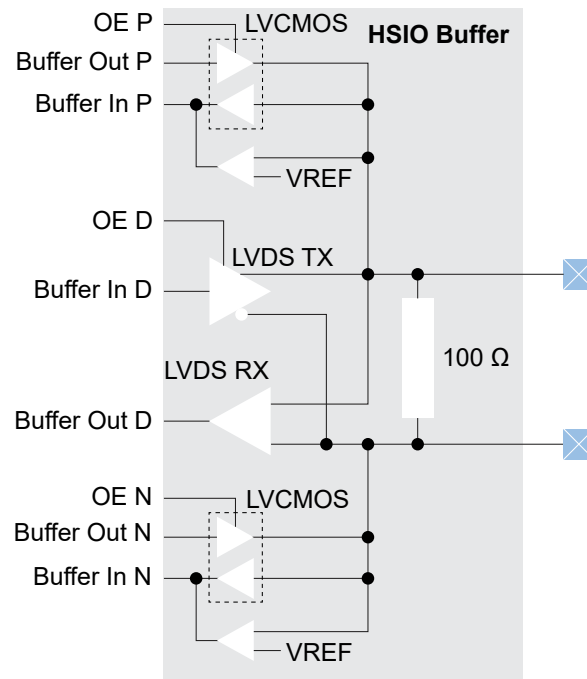 OE P
LVCMOS
HSIO Buffer
Buffer Out P
Buffer In P
VREF
OE D
LVDS TX
Buffer In D
LVDS RX
100 Ω
Buffer Out D
OE N
LVCMOS
Buffer Out N
Buffer In N
VREF